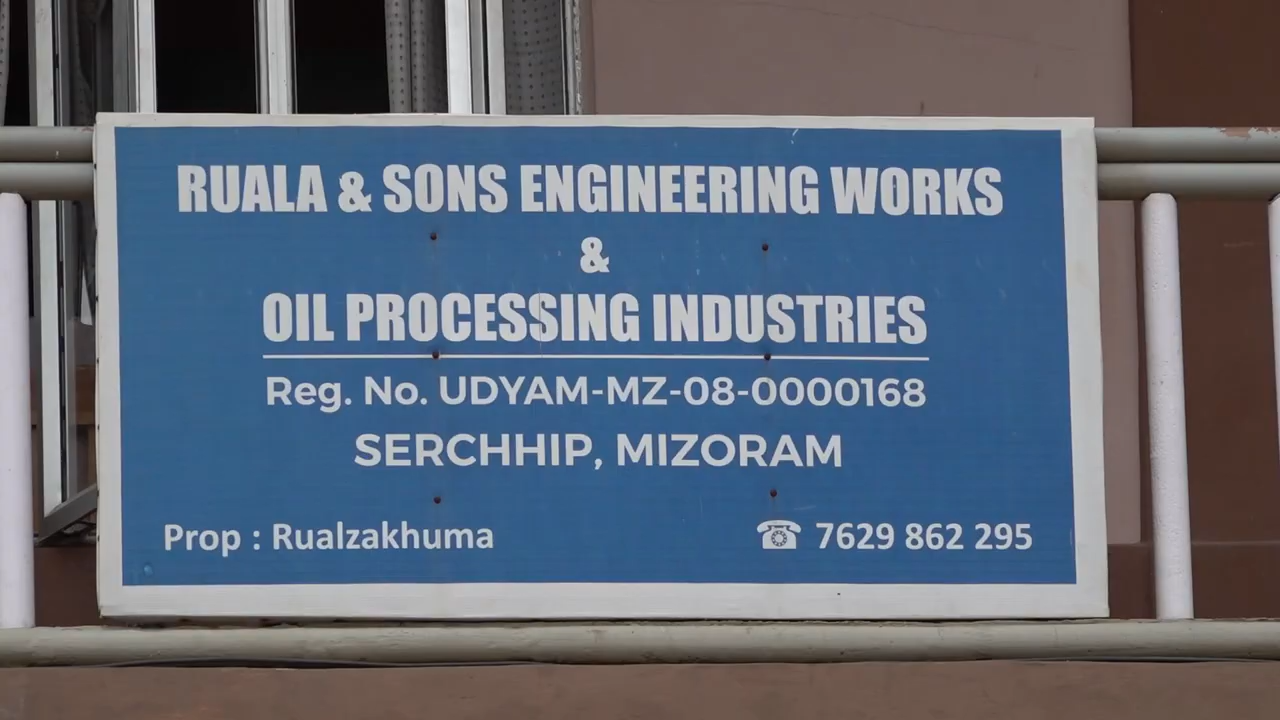 RUALA & SONS ENGINEERING WORKS
&
OIL PROCESSING INDUSTRIES
Reg. No. UDYAM-MZ-08-0000168
SERCHHIP, MIZORAM
Prop : Rualzakhuma
☎ 7629 862 295